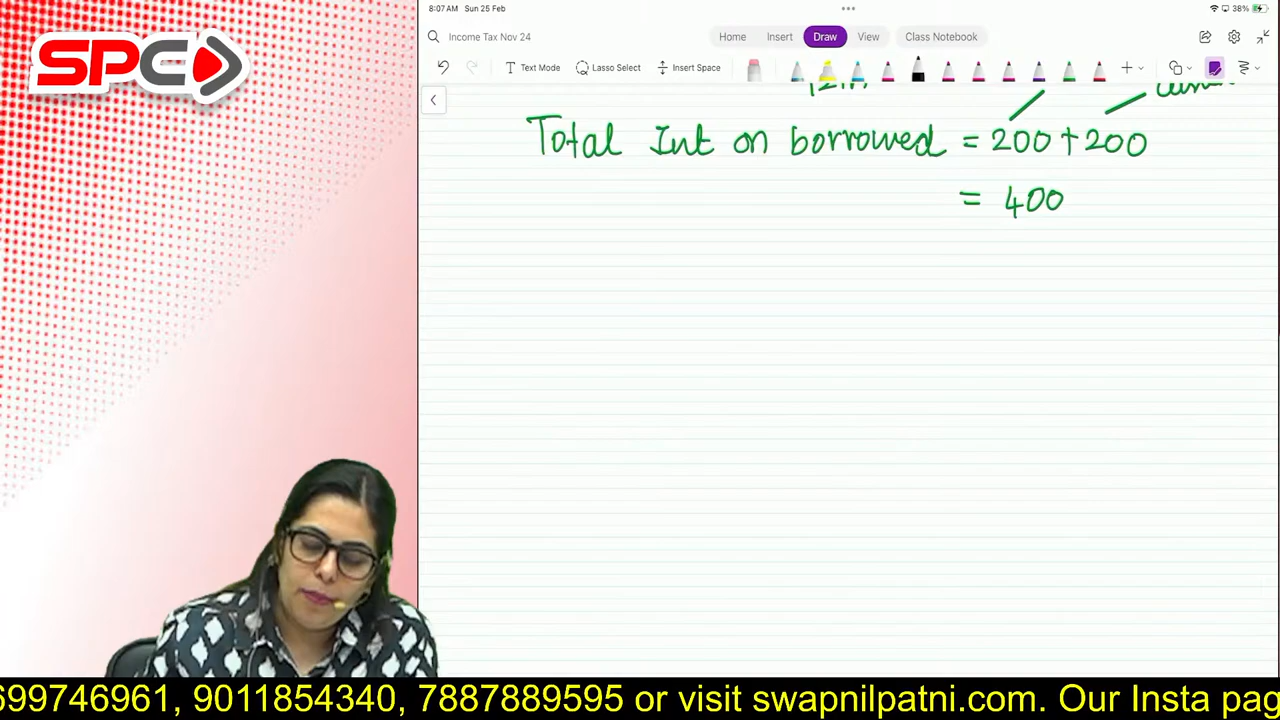 8:07 AM Sun 25 Feb
38%
SPC
Income Tax Nov 24
Home Insert Draw View Class Notebook
Text Mode Lasso Select Insert Space
Total Int on borrowed = 200 + 200
= 400
699746961, 9011854340, 7887889595 or visit swapnilpatni.com. Our Insta pag